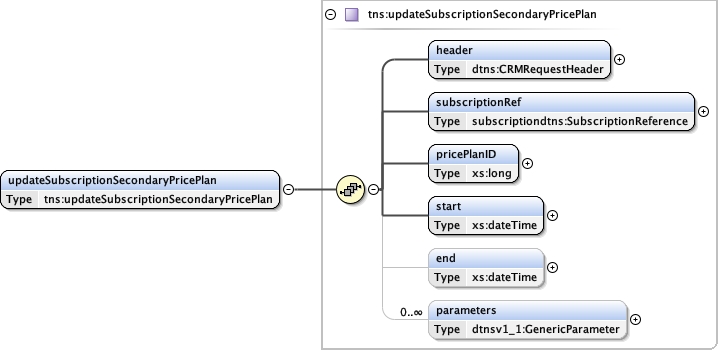 tns:updateSubscriptionSecondaryPricePlan
header
Type dtns:CRMRequestHeader
subscriptionRef
Type subscriptiondtns:SubscriptionReference
pricePlanID
Type xs:long
updateSubscriptionSecondaryPricePlan
Type tns:updateSubscriptionSecondaryPricePlan
start
Type xs:dateTime
end
Type xs:dateTime
0..∞
parameters
Type dtnsv1_1:GenericParameter